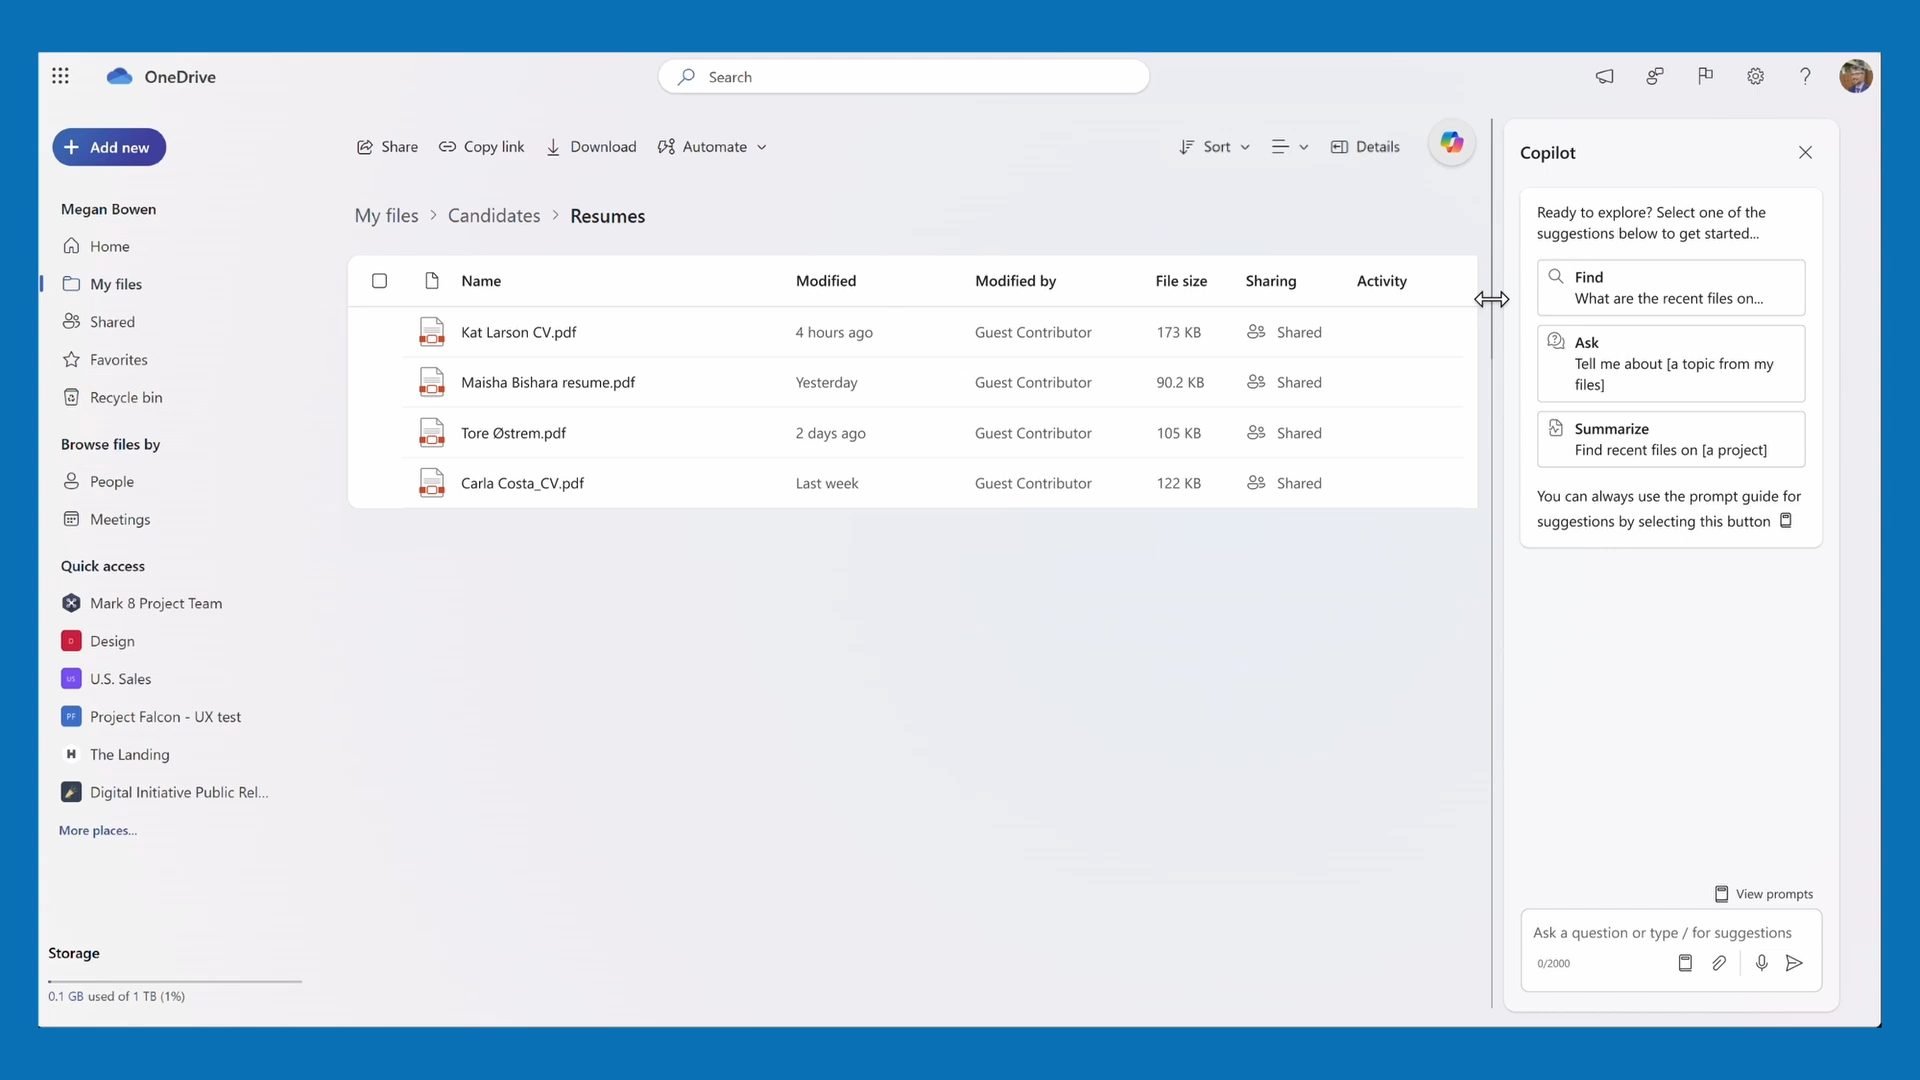 OneDrive
Search
Add new
Share
Copy link
Download
Automate
Sort
Details
Copilot
Megan Bowen
Home
My files
Shared
Favorites
Recycle bin
Browse files by
People
Meetings
Quick access
Mark 8 Project Team
D
Design
US
U.S. Sales
PF
Project Falcon - UX test
H
The Landing
Digital Initiative Public Rel...
More places...
Storage
0.1 GB used of 1 TB (1%)
My files > Candidates > Resumes
Name Modified Modified by File size Sharing Activity
Kat Larson CV.pdf 4 hours ago Guest Contributor 173 KB Shared
Maisha Bishara resume.pdf Yesterday Guest Contributor 90.2 KB Shared
Tore Østrem.pdf 2 days ago Guest Contributor 105 KB Shared
Carla Costa_CV.pdf Last week Guest Contributor 122 KB Shared
Ready to explore? Select one of the
suggestions below to get started...
Find
What are the recent files on...
Ask
Tell me about [a topic from my
files]
Summarize
Find recent files on [a project]
You can always use the prompt guide for
suggestions by selecting this button
View prompts
Ask a question or type / for suggestions
0/2000